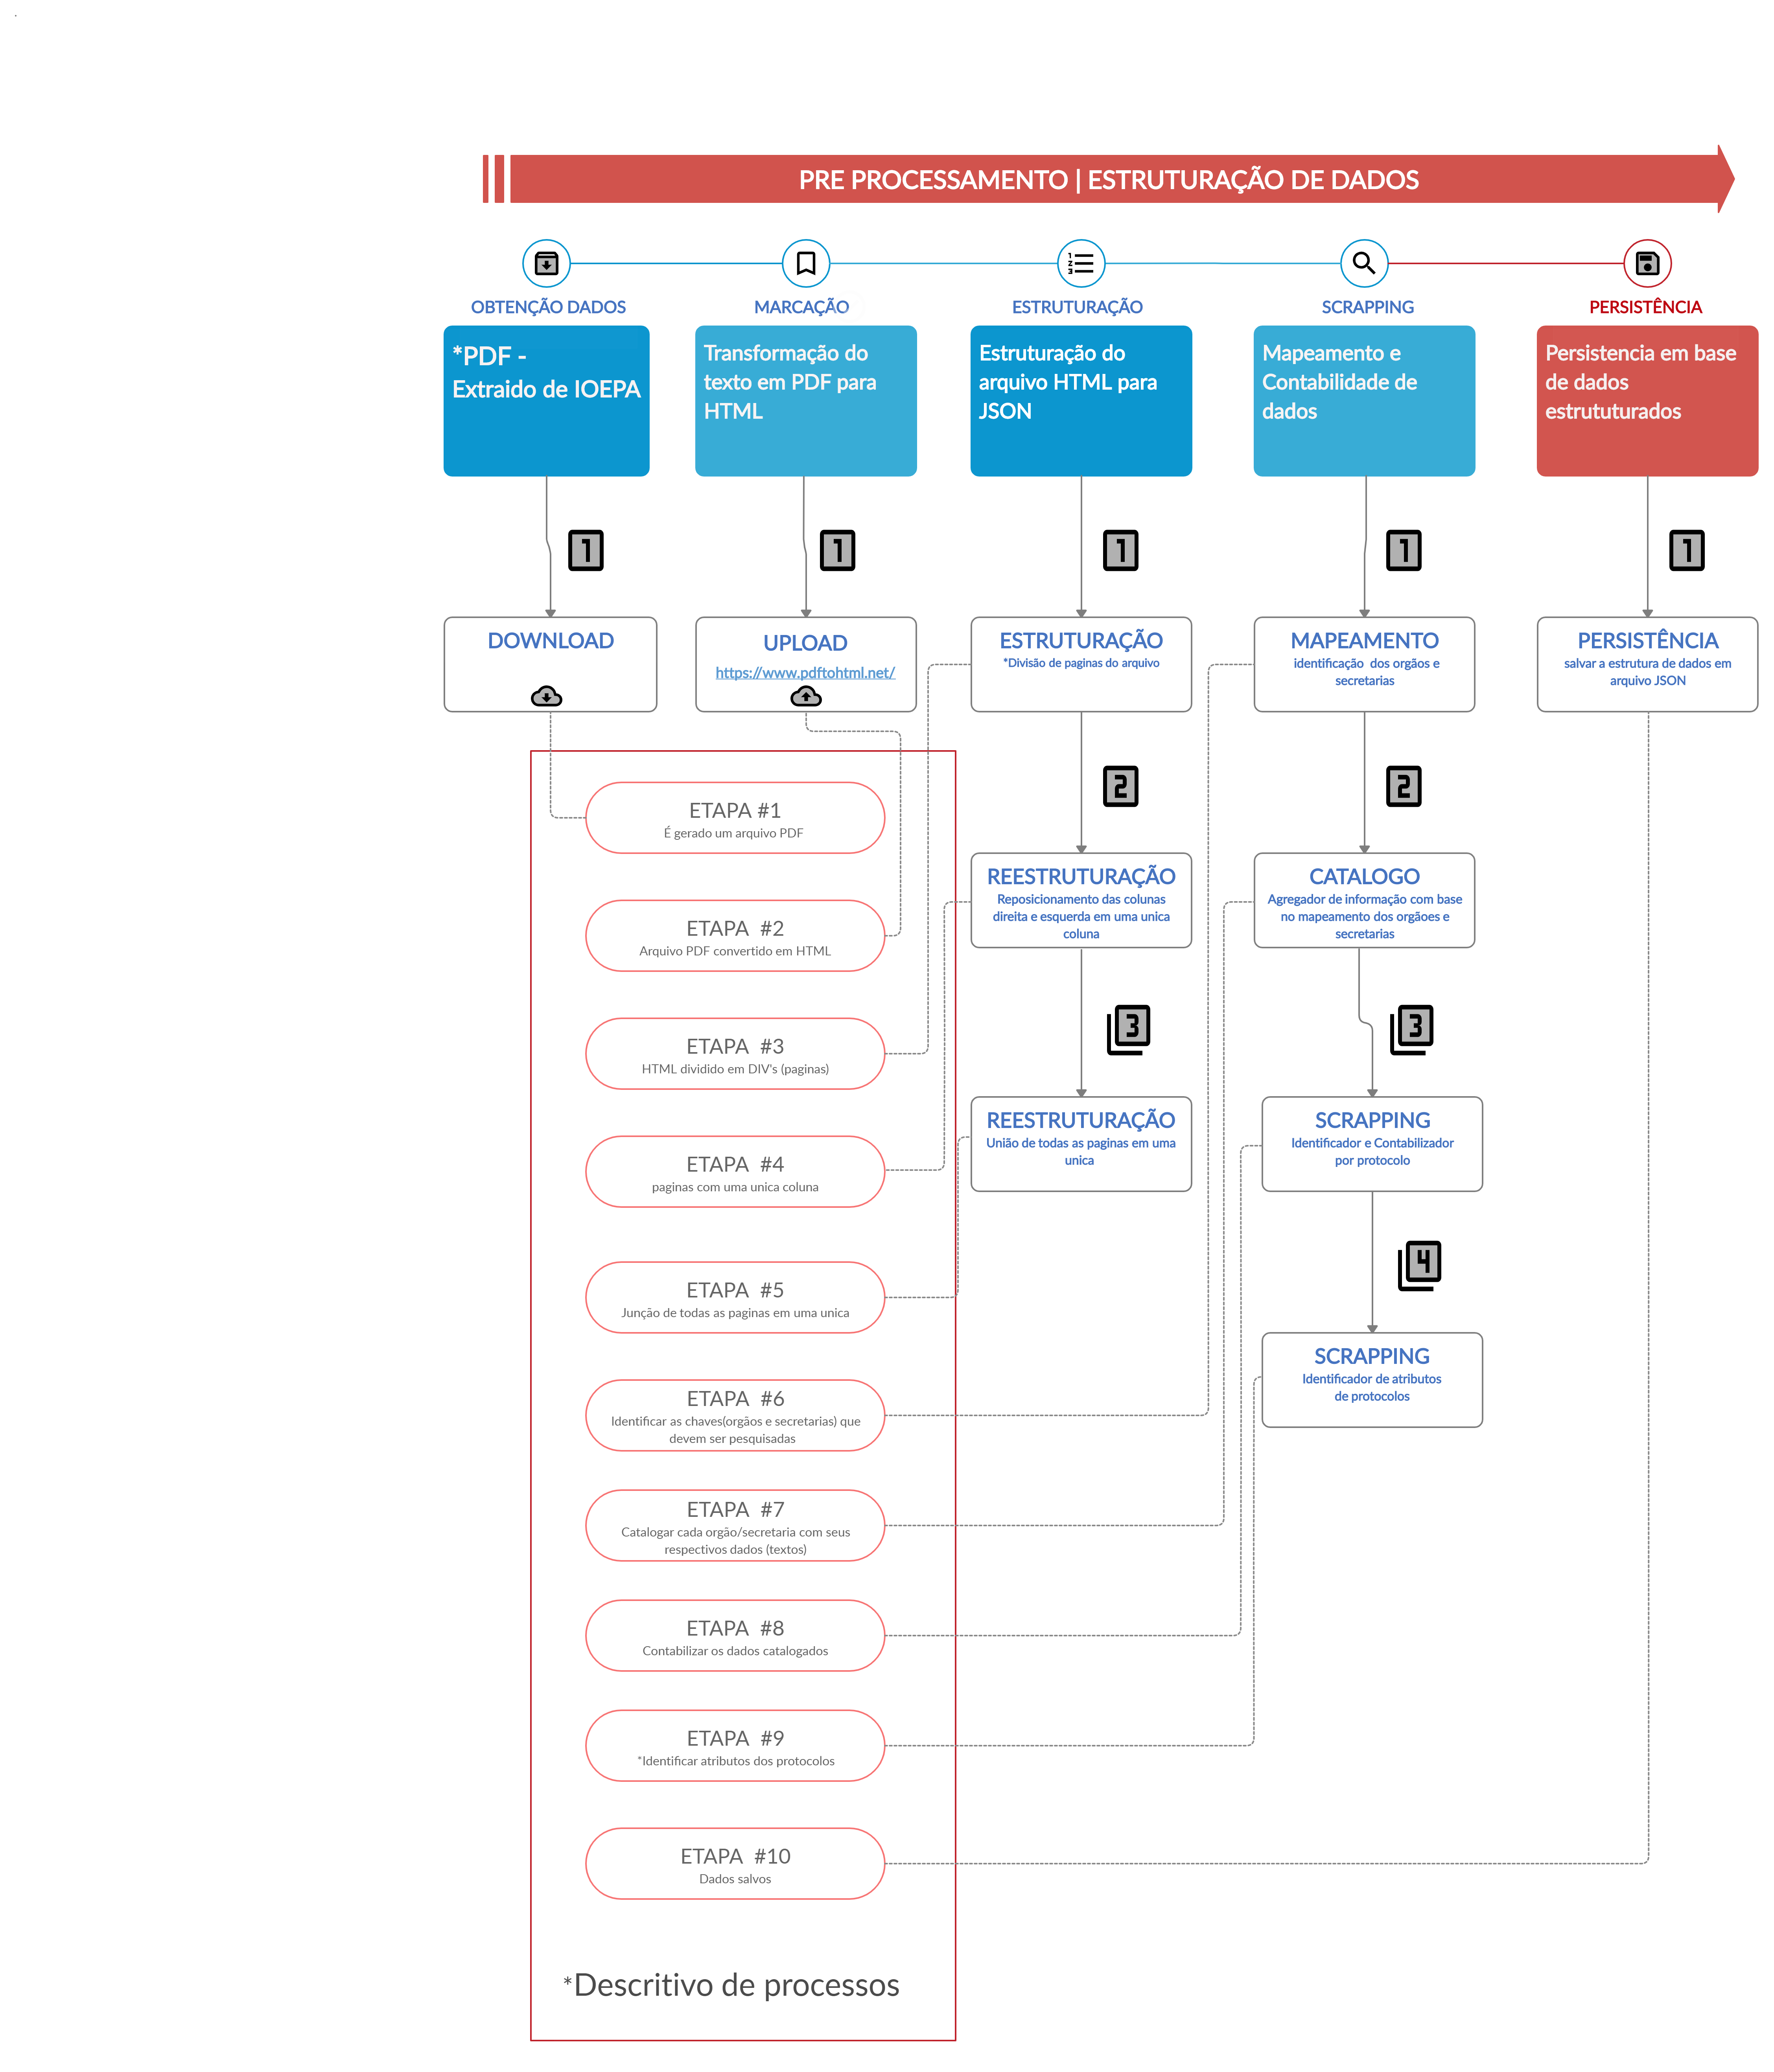 PRE PROCESSAMENTO | ESTRUTURAÇÃO DE DADOS
OBTENÇÃO DADOS
MARCAÇÃO
ESTRUTURAÇÃO
SCRAPPING
PERSISTÊNCIA
*PDF -
Extraido de IOEPA
Transformação do
texto em PDF para
HTML
Estruturação do
arquivo HTML para
JSON
Mapeamento e
Contabilidade de
dados
Persistencia em base
de dados
estrututurados
1
1
1
1
1
DOWNLOAD
UPLOAD
https://www.pdftohtml.net/
ESTRUTURAÇÃO
*Divisão de paginas do arquivo
MAPEAMENTO
identificação dos orgãos e
secretarias
PERSISTÊNCIA
salvar a estrutura de dados em
arquivo JSON
2
2
REESTRUTURAÇÃO
Reposicionamento das colunas
direita e esquerda em uma unica
coluna
CATALOGO
Agregador de informação com base
no mapeamento dos orgãoes e
secretarias
3
3
REESTRUTURAÇÃO
União de todas as paginas em uma
unica
SCRAPPING
Identificador e Contabilizador
por protocolo
4
SCRAPPING
Identificador de atributos
de protocolos
ETAPA #1
É gerado um arquivo PDF
ETAPA #2
Arquivo PDF convertido em HTML
ETAPA #3
HTML dividido em DIV's (paginas)
ETAPA #4
paginas com uma unica coluna
ETAPA #5
Junção de todas as paginas em uma unica
ETAPA #6
Identificar as chaves(orgãos e secretarias) que
devem ser pesquisadas
ETAPA #7
Catalogar cada orgão/secretaria com seus
respectivos dados (textos)
ETAPA #8
Contabilizar os dados catalogados
ETAPA #9
*Identificar atributos dos protocolos
ETAPA #10
Dados salvos
*Descritivo de processos